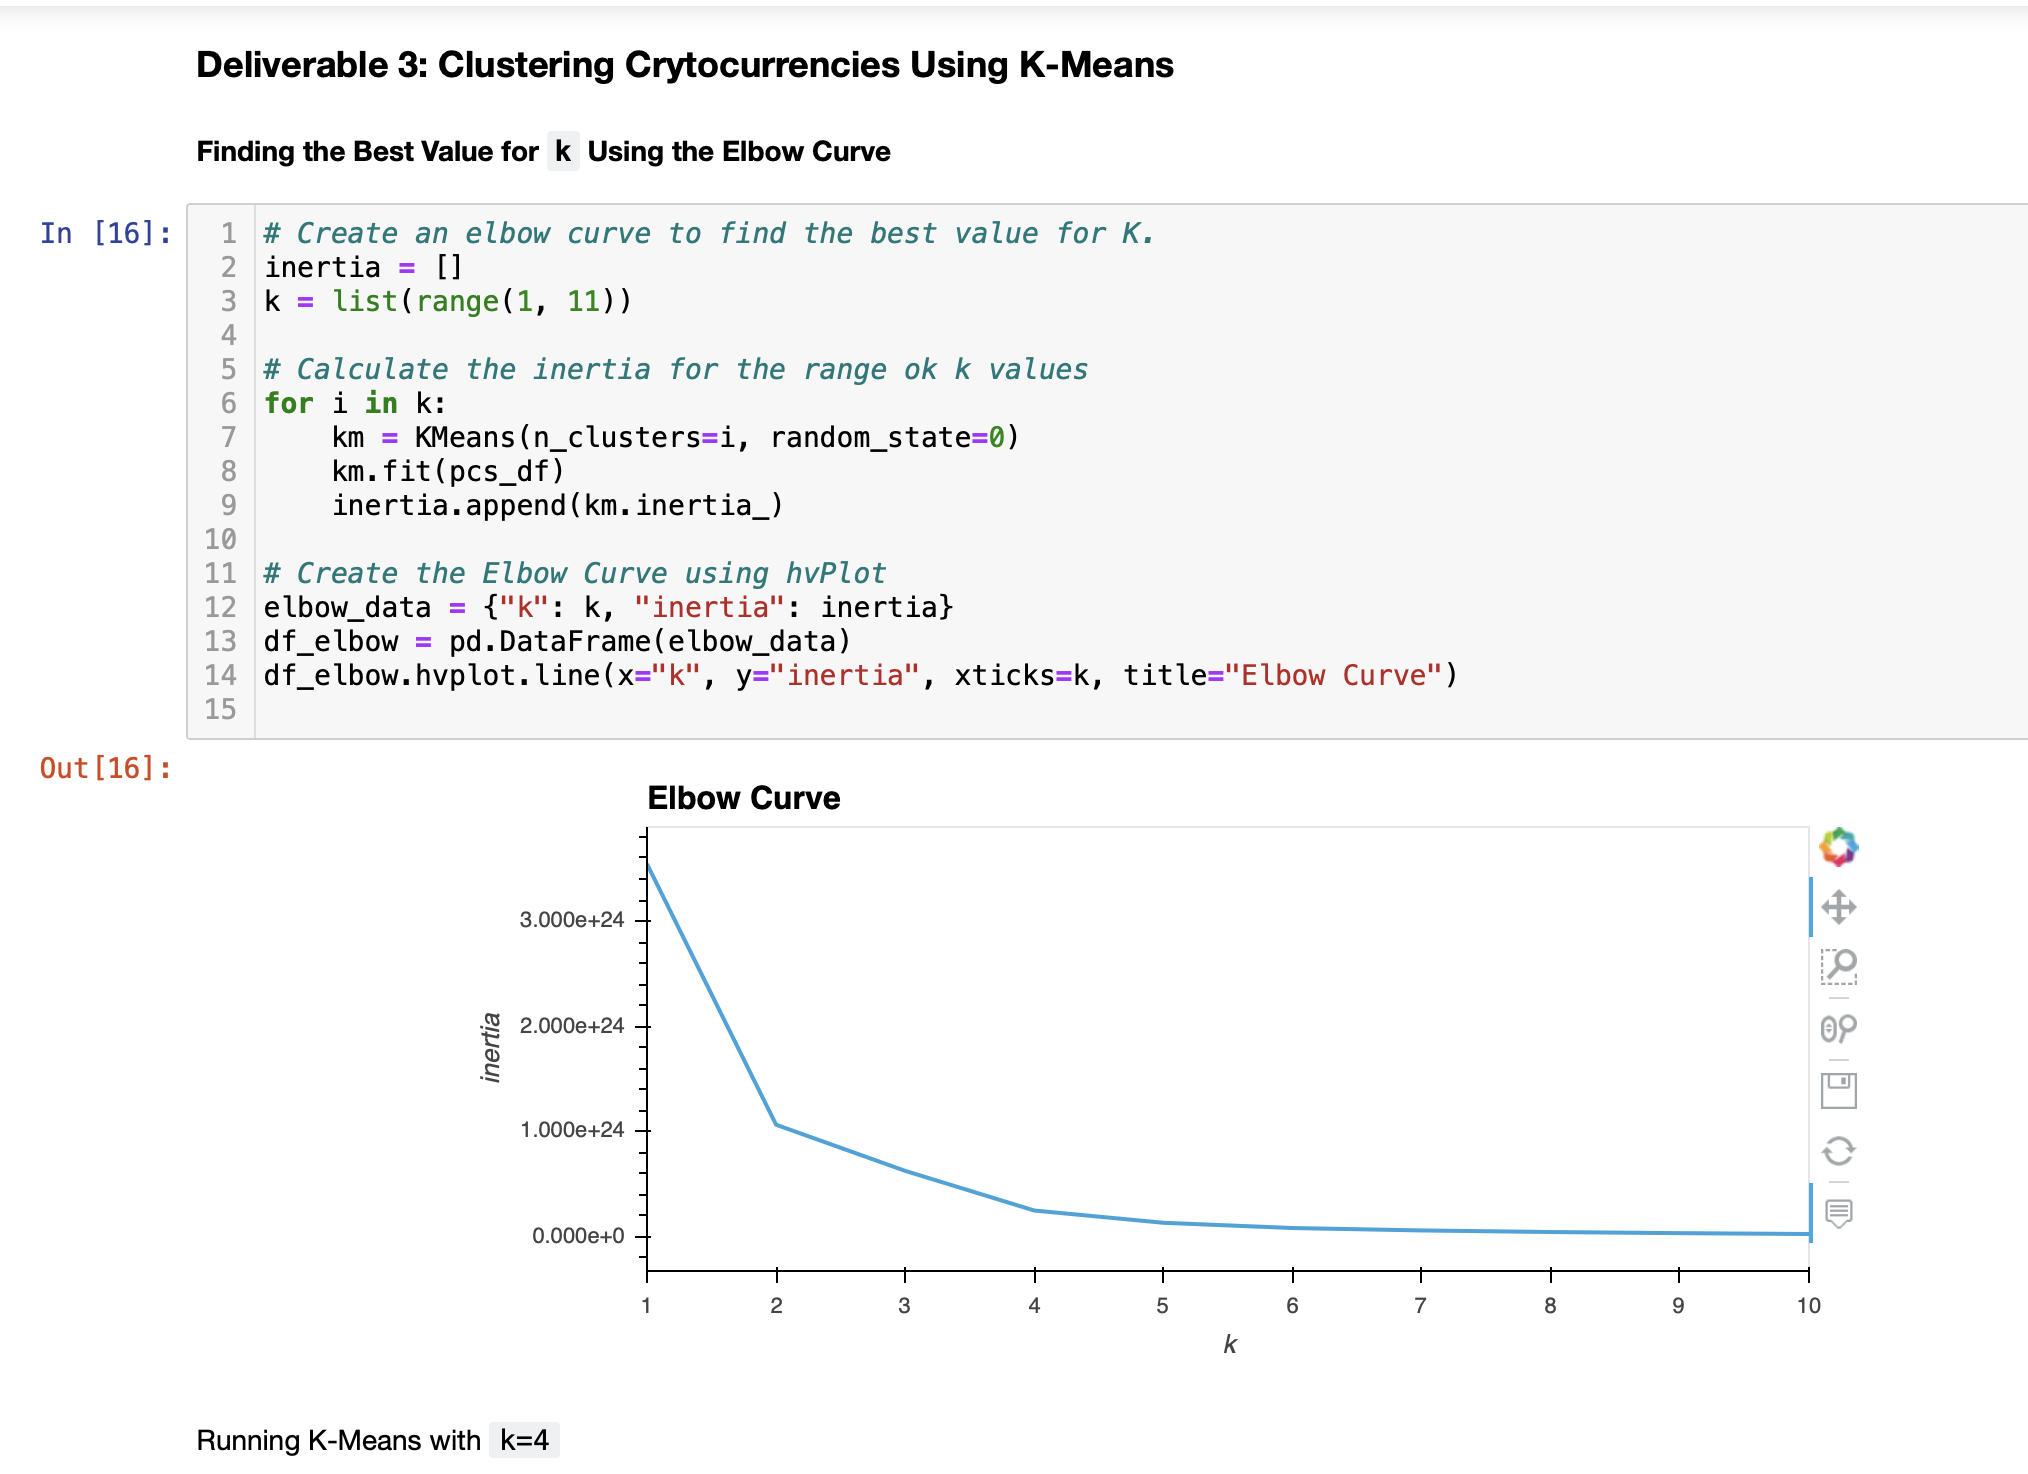 Deliverable 3: Clustering Crytocurrencies Using K-Means
Finding the Best Value for k Using the Elbow Curve
In [16]:
1 # Create an elbow curve to find the best value for K.
2 inertia = []
3 k = list(range(1, 11))
4
5 # Calculate the inertia for the range ok k values
6 for i in k:
7     km = KMeans(n_clusters=i, random_state=0)
8     km.fit(pcs_df)
9     inertia.append(km.inertia_)
10
11 # Create the Elbow Curve using hvPlot
12 elbow_data = {"k": k, "inertia": inertia}
13 df_elbow = pd.DataFrame(elbow_data)
14 df_elbow.hvplot.line(x="k", y="inertia", xticks=k, title="Elbow Curve")
15
Out[16]:
Elbow Curve
3.000e+24
2.000e+24
1.000e+24
0.000e+0
inertia
1 2 3 4 5 6 7 8 9 10
k
Running K-Means with k=4